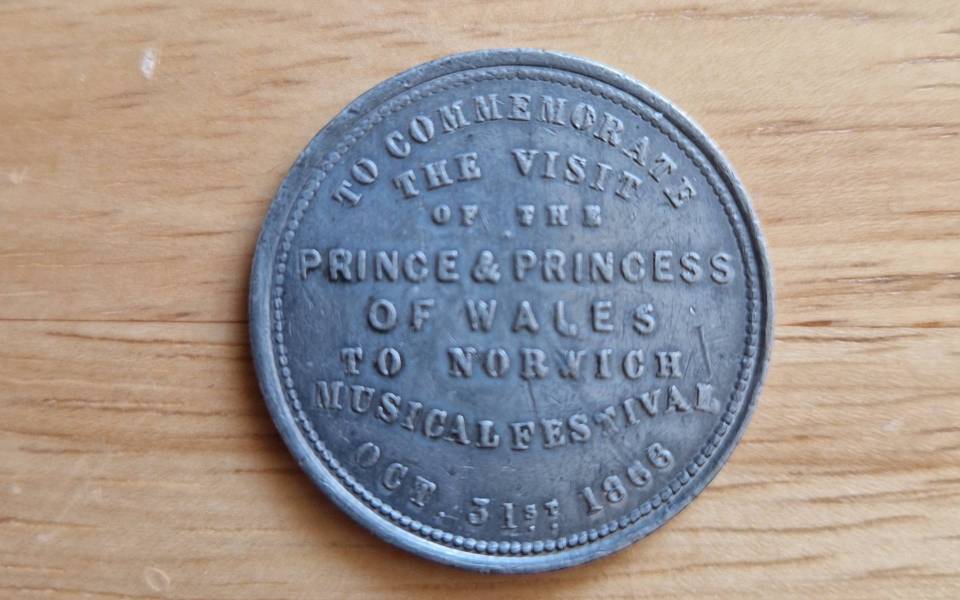 TO COMMEMORATE
THE VISIT
OF THE
PRINCE & PRINCESS
OF WALES
TO NORWICH
MUSICAL FESTIVAL
OCT. 31ST 1866